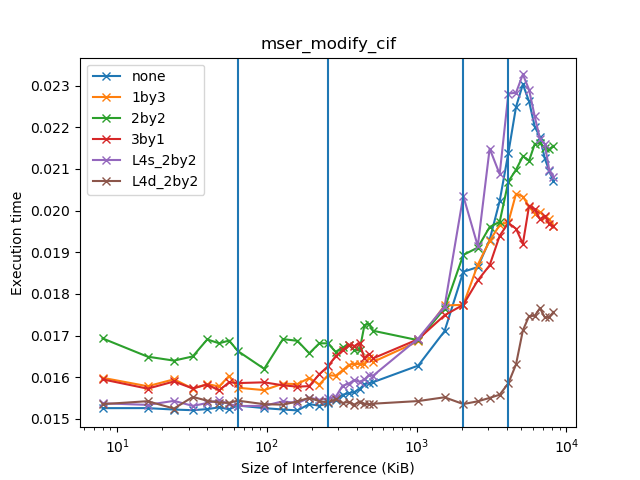 mser_modify_cif
none
1by3
2by2
3by1
L4s_2by2
L4d_2by2
Execution time
0.023
0.022
0.021
0.020
0.019
0.018
0.017
0.016
0.015
10¹
10²
10³
10⁴
Size of Interference (KiB)